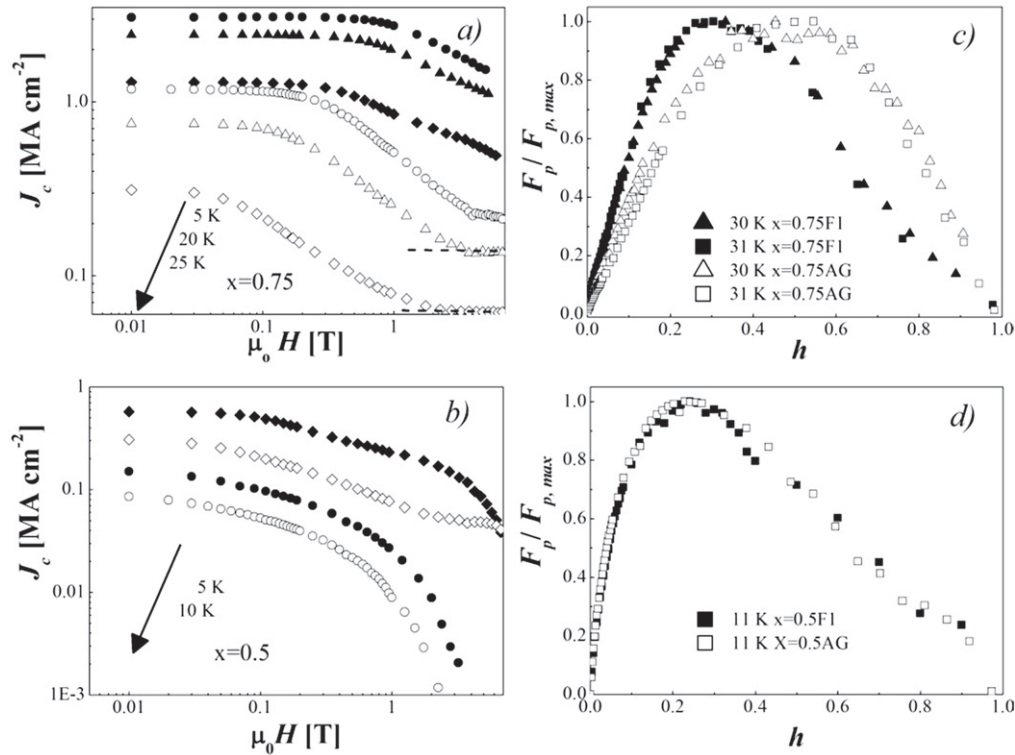 a)
J_c [MA cm⁻²]
1.0
0.1
5 K
20 K
25 K
x=0.75
0.01
0.1
1
μ₀ H [T]
c)
F_p / F_p, max
1.0
0.8
0.6
0.4
0.2
0.0
30 K x=0.75F1
31 K x=0.75F1
30 K x=0.75AG
31 K x=0.75AG
0.0
0.2
0.4
0.6
0.8
1.0
h
b)
J_c [MA cm⁻²]
1
0.1
0.01
1E-3
5 K
10 K
x=0.5
0.01
0.1
1
μ₀ H [T]
d)
F_p / F_p, max
1.0
0.8
0.6
0.4
0.2
0.0
11 K x=0.5F1
11 K X=0.5AG
0.0
0.2
0.4
0.6
0.8
1.0
h